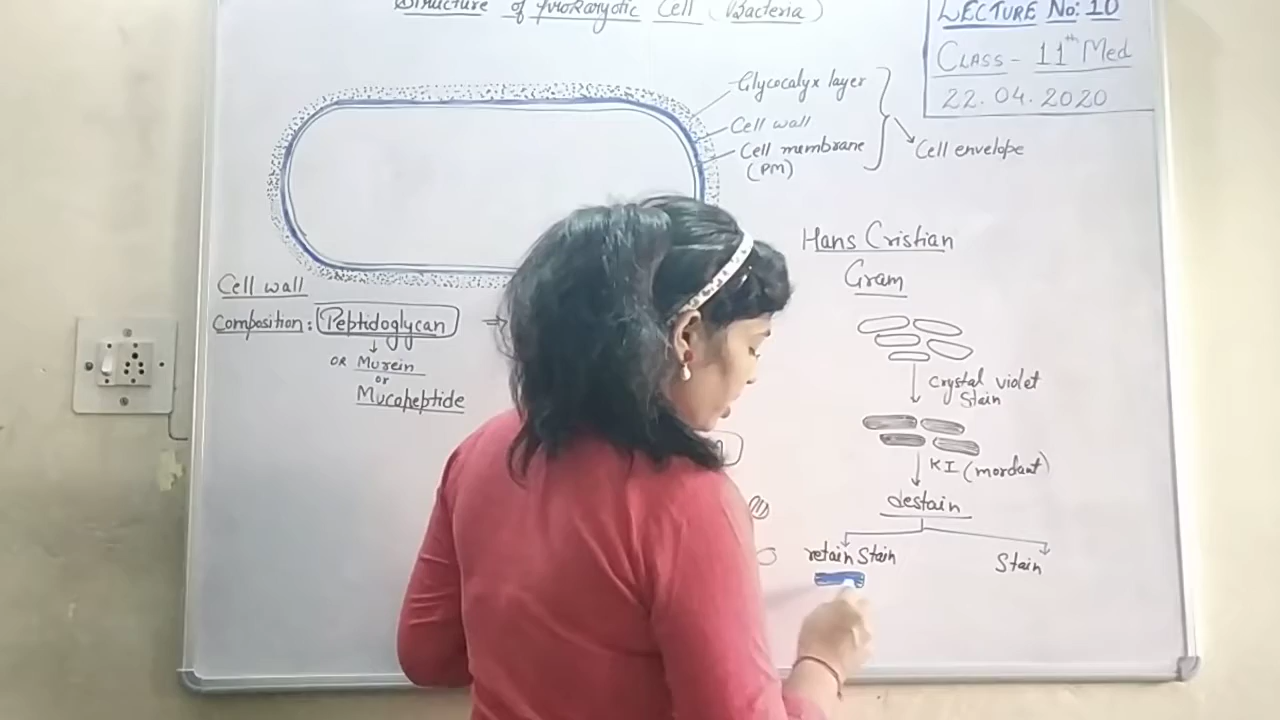 Structure of Prokaryotic Cell (Bacteria)
LECTURE No: 10
CLASS - 11th Med
22.04.2020
Glycocalyx layer
Cell wall
Cell membrane
(PM)
Cell envelope
Cell wall
Composition: Peptidoglycan
OR Murein
or
Mucopeptide
Hans Cristian
Gram
Crystal violet
Stain
KI (mordant)
destain
retain Stain
Stain